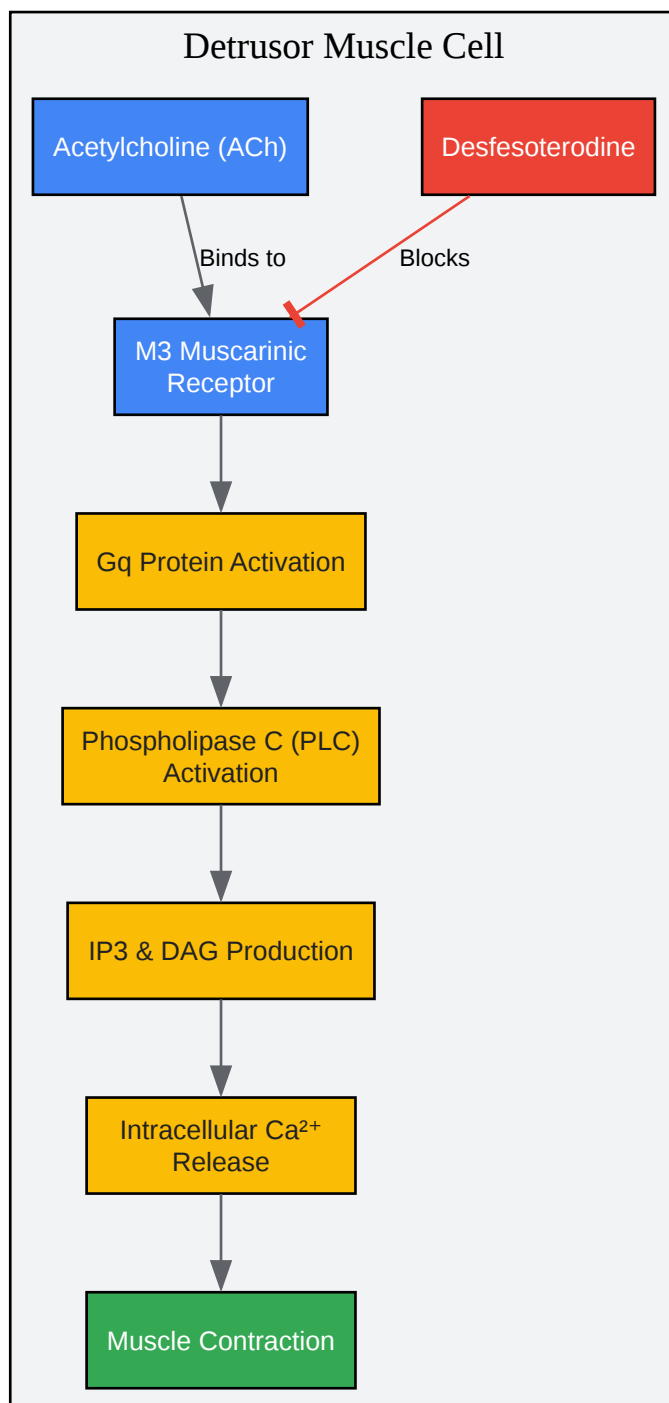 Detrusor Muscle Cell
Acetylcholine (ACh)
Desfesoterodine
Binds to
Blocks
M3 Muscarinic
Receptor
Gq Protein Activation
Phospholipase C (PLC)
Activation
IP3 & DAG Production
Intracellular Ca²⁺
Release
Muscle Contraction